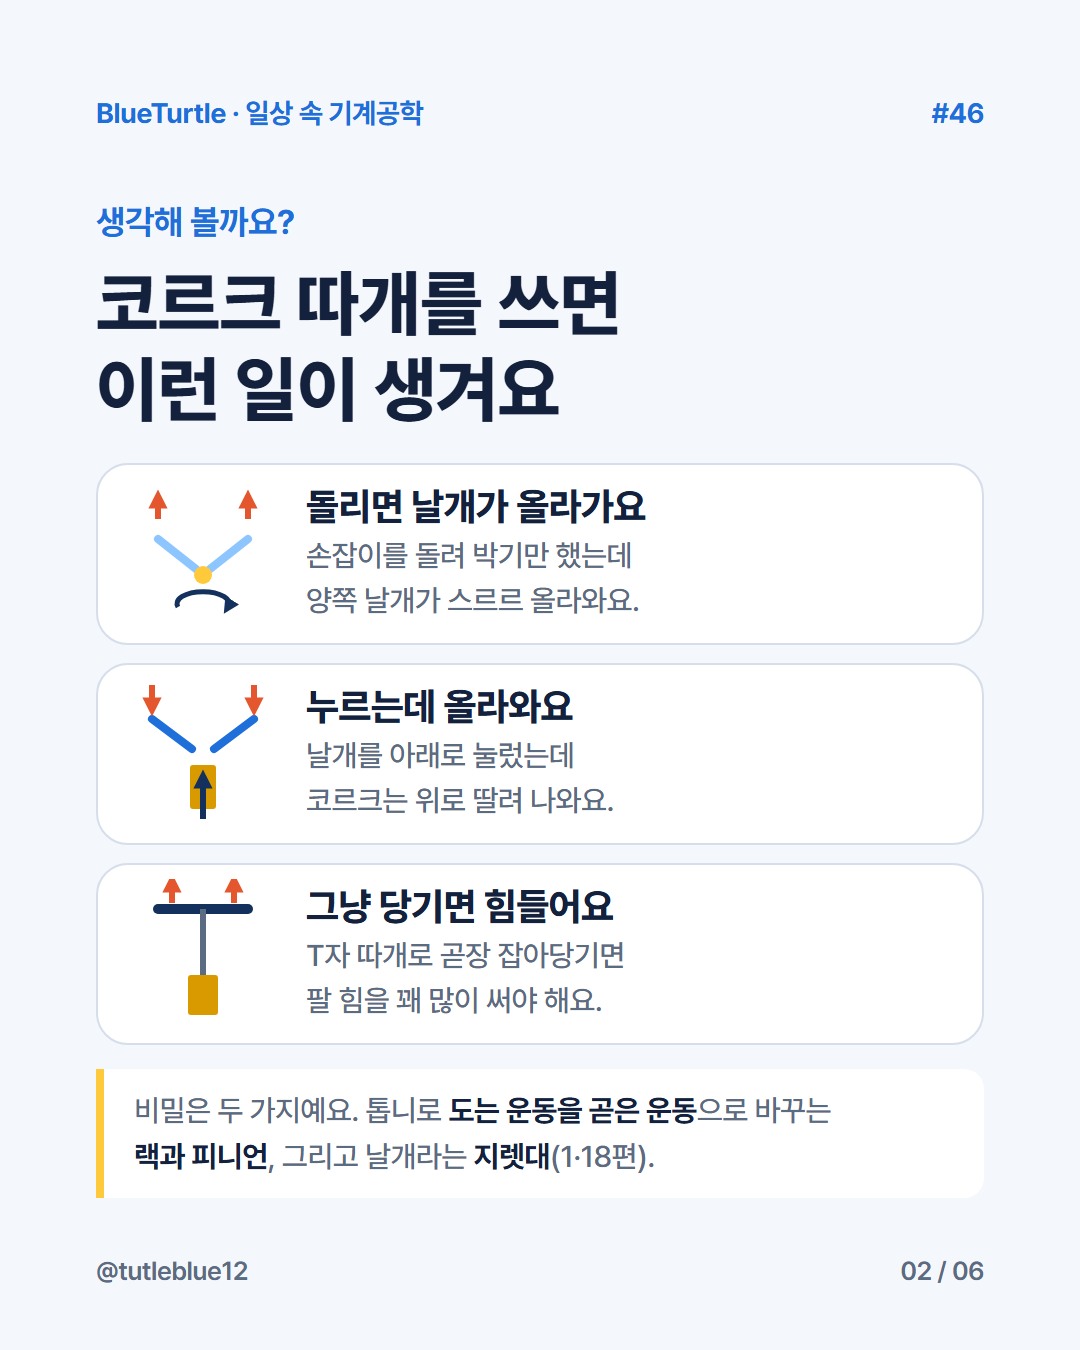 BlueTurtle · 일상 속 기계공학
#46
생각해 볼까요?
코르크 따개를 쓰면
이런 일이 생겨요
돌리면 날개가 올라가요
손잡이를 돌려 박기만 했는데
양쪽 날개가 스르르 올라와요.
누르는데 올라와요
날개를 아래로 눌렀는데
코르크는 위로 딸려 나와요.
그냥 당기면 힘들어요
T자 따개로 곧장 잡아당기면
팔 힘을 꽤 많이 써야 해요.
비밀은 두 가지예요. 톱니로 도는 운동을 곧은 운동으로 바꾸는
랙과 피니언, 그리고 날개라는 지렛대(1·18편).
@tutleblue12
02 / 06